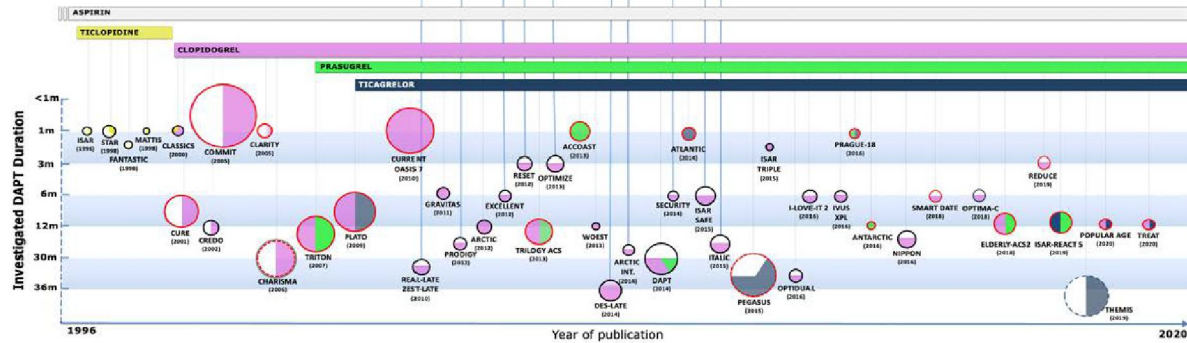 ASPIRIN
TICLOPIDINE
CLOPIDOGREL
PRASUGREL
TICAGRELOR
Investigated DAPT Duration
<1m
1m
3m
6m
12m
30m
36m
ISAR
(1996)
STAR
(1998)
FANTASTIC
(1998)
MATTIS
(1998)
CLASSICS
(2000)
COMMIT
(2005)
CLARITY
(2005)
CURE
(2001)
CREDO
(2002)
CHARISMA
(2006)
TRITON
(2007)
PLATO
(2009)
CURRENT
OASIS 7
(2010)
REAL-LATE
ZEST-LATE
(2010)
GRAVITAS
(2011)
PRODIGY
(2012)
ARCTIC
(2012)
EXCELLENT
(2012)
RESET
(2012)
OPTIMIZE
(2013)
TRILOGY ACS
(2013)
ACCOAST
(2013)
WOEST
(2013)
DES-LATE
(2014)
ARCTIC
INT.
(2014)
DAPT
(2014)
SECURITY
(2014)
ATLANTIC
(2014)
ISAR
SAFE
(2015)
ITALIC
(2015)
PEGASUS
(2015)
ISAR
TRIPLE
(2015)
OPTIDUAL
(2016)
I-LOVE-IT 2
(2016)
IVUS
XPL
(2016)
PRAGUE-18
(2016)
ANTARCTIC
(2016)
NIPPON
(2016)
SMART DATE
(2018)
OPTIMA-C
(2018)
ELDERLY-ACS2
(2018)
REDUCE
(2019)
ISAR-REACT 5
(2019)
THEMIS
(2019)
POPULAR AGE
(2020)
TREAT
(2020)
1996
Year of publication
2020